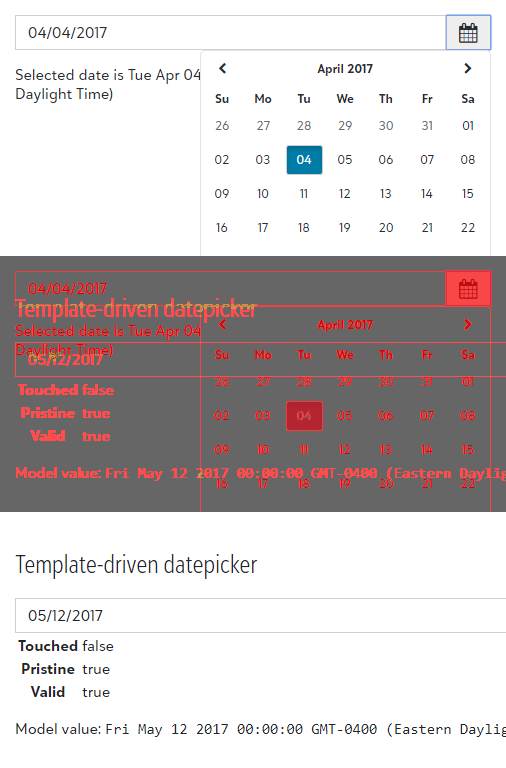 04/04/2017
Selected date is Tue Apr 04
Daylight Time)
April 2017
Su Mo Tu We Th Fr Sa
26 27 28 29 30 31 01
02 03 04 05 06 07 08
09 10 11 12 13 14 15
16 17 18 19 20 21 22
04/04/2017
Template-driven datepicker
Selected date is Tue Apr 04
April 2017
Daylight Time)
Su Mo Tu We Th Fr Sa
05/12/2017
26 27 28 29 30 31 01
Touched false
02 03 04 05 06 07 08
Pristine true
Valid true
09 10 11 12 13 14 15
Model value: Fri May 12 2017 00:00:00 GMT-0400 (Eastern Daylig
16 17 18 19 20 21 22
Template-driven datepicker
05/12/2017
Touched false
Pristine true
Valid true
Model value: Fri May 12 2017 00:00:00 GMT-0400 (Eastern Daylig